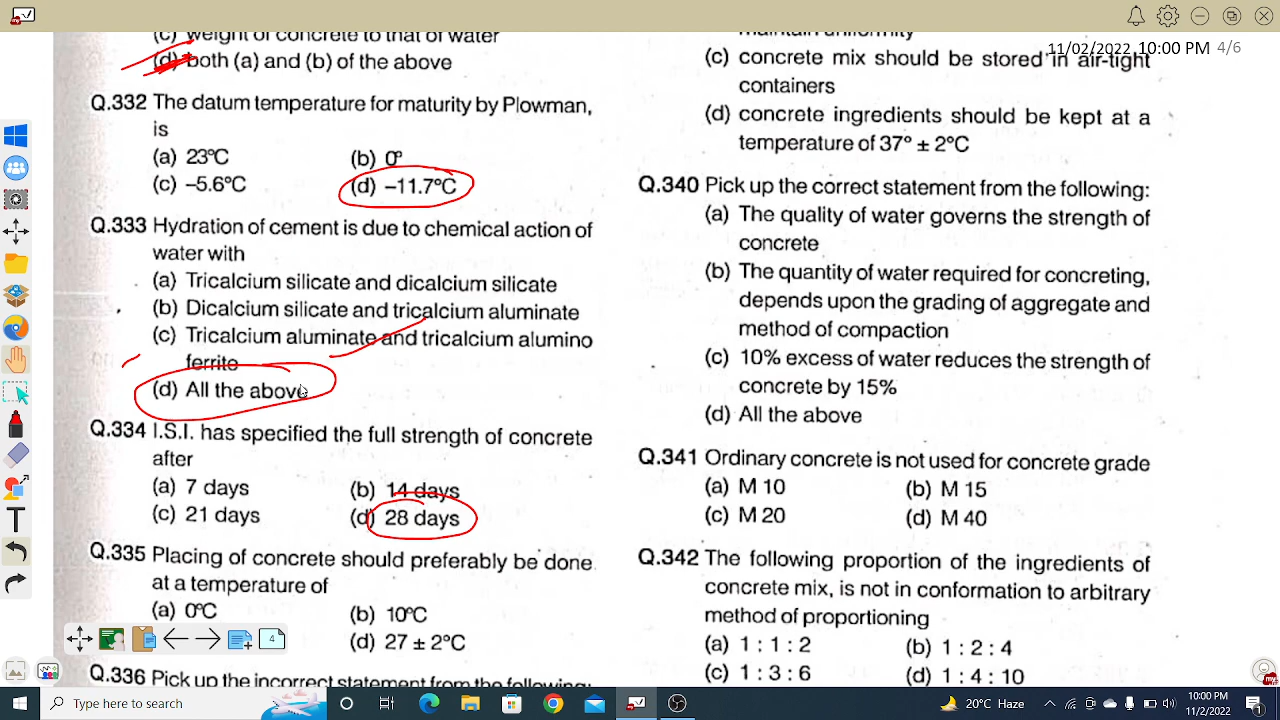 (c) weight of concrete to that of water
(d) both (a) and (b) of the above
Q.332 The datum temperature for maturity by Plowman,
is
(a) 23°C (b) 0°
(c) –5.6°C (d) –11.7°C
Q.333 Hydration of cement is due to chemical action of
water with
(a) Tricalcium silicate and dicalcium silicate
(b) Dicalcium silicate and tricalcium aluminate
(c) Tricalcium aluminate and tricalcium alumino
ferrite
(d) All the above
Q.334 I.S.I. has specified the full strength of concrete
after
(a) 7 days (b) 14 days
(c) 21 days (d) 28 days
Q.335 Placing of concrete should preferably be done
at a temperature of
(a) 0°C (b) 10°C
(d) 27 ± 2°C
Q.336 Pick up the incorrect statement from the following:
maintain uniformity
11/02/2022, 10:00 PM 4/6
(c) concrete mix should be stored in air-tight
containers
(d) concrete ingredients should be kept at a
temperature of 37° ± 2°C
Q.340 Pick up the correct statement from the following:
(a) The quality of water governs the strength of
concrete
(b) The quantity of water required for concreting,
depends upon the grading of aggregate and
method of compaction
(c) 10% excess of water reduces the strength of
concrete by 15%
(d) All the above
Q.341 Ordinary concrete is not used for concrete grade
(a) M 10 (b) M 15
(c) M 20 (d) M 40
Q.342 The following proportion of the ingredients of
concrete mix, is not in conformation to arbitrary
method of proportioning
(a) 1 : 1 : 2 (b) 1 : 2 : 4
(c) 1 : 3 : 6 (d) 1 : 4 : 10
4
Type here to search
20°C Haze
10:00 PM
11/2/2022